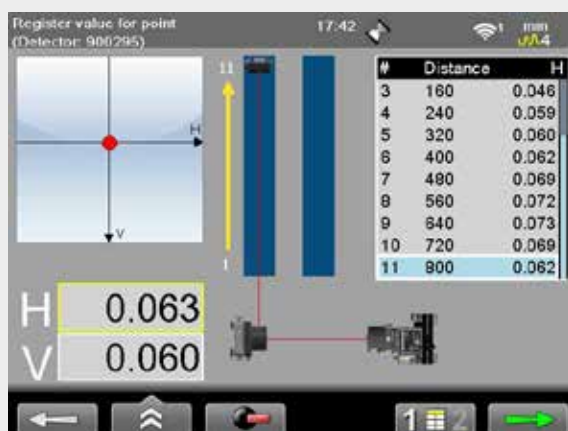 Register value for point
(Detector: 900295)
17:42
1
mm
4
11
H
V
1
# Distance H
3 160 0.046
4 240 0.059
5 320 0.060
6 400 0.062
7 480 0.069
8 560 0.072
9 640 0.073
10 720 0.069
11 800 0.062
H 0.063
V 0.060
1 2